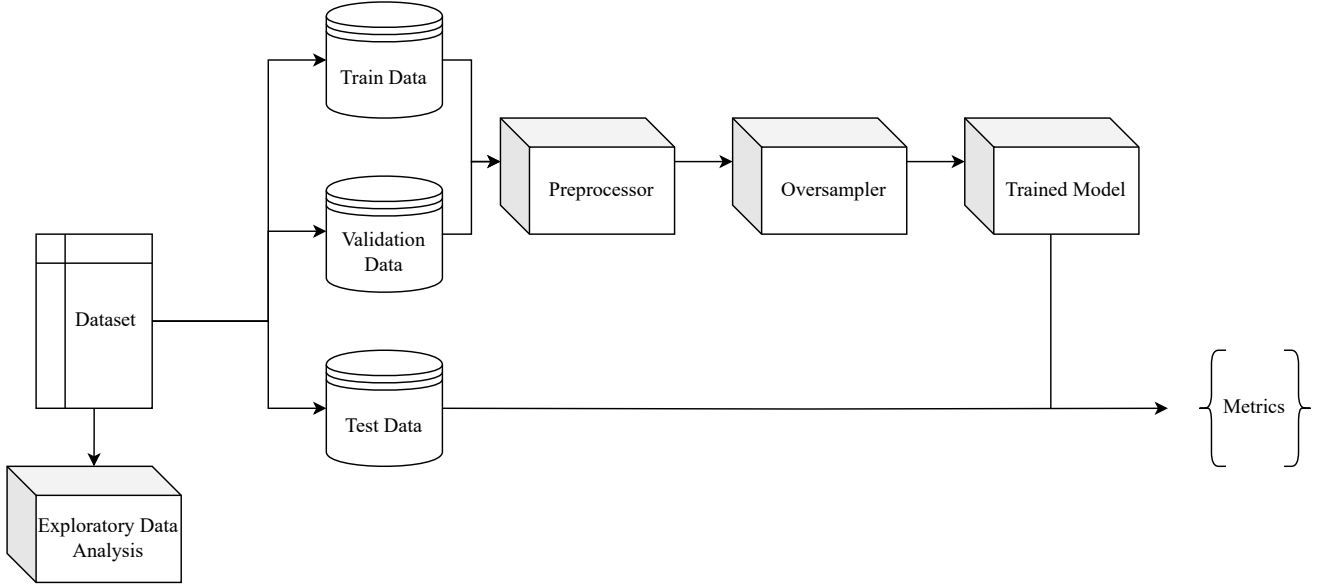 Train Data
Preprocessor
Oversampler
Trained Model
Validation
Data
Dataset
Test Data
Metrics
Exploratory Data
Analysis